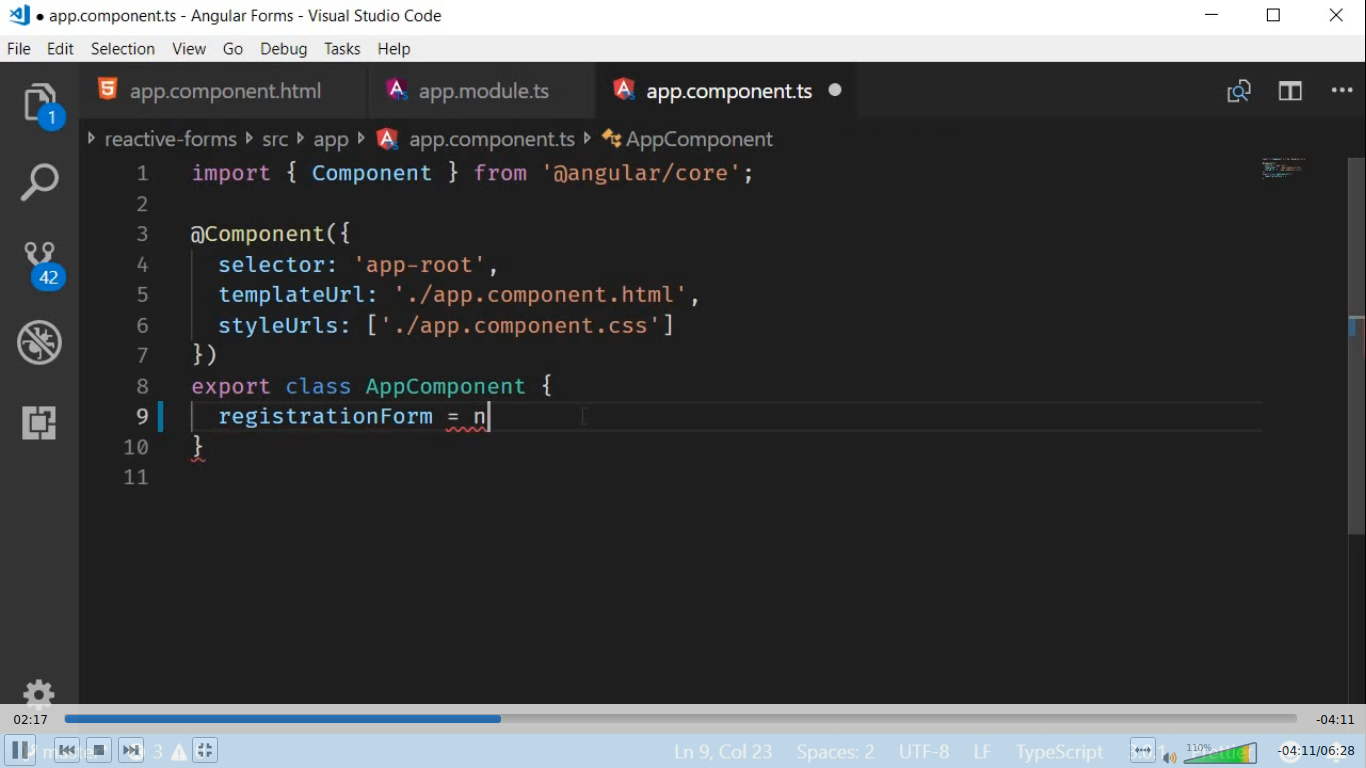 ● app.component.ts - Angular Forms - Visual Studio Code
File Edit Selection View Go Debug Tasks Help
app.component.html app.module.ts app.component.ts
reactive-forms src app app.component.ts AppComponent
1 import { Component } from '@angular/core';
2
3 @Component({
4 selector: 'app-root',
5 templateUrl: './app.component.html',
6 styleUrls: ['./app.component.css']
7 })
8 export class AppComponent {
9 registrationForm = n
10 }
11
1
42
02:17 -04:11
3 Ln 9, Col 23 Spaces: 2 UTF-8 LF TypeScript 110% -04:11/06:28